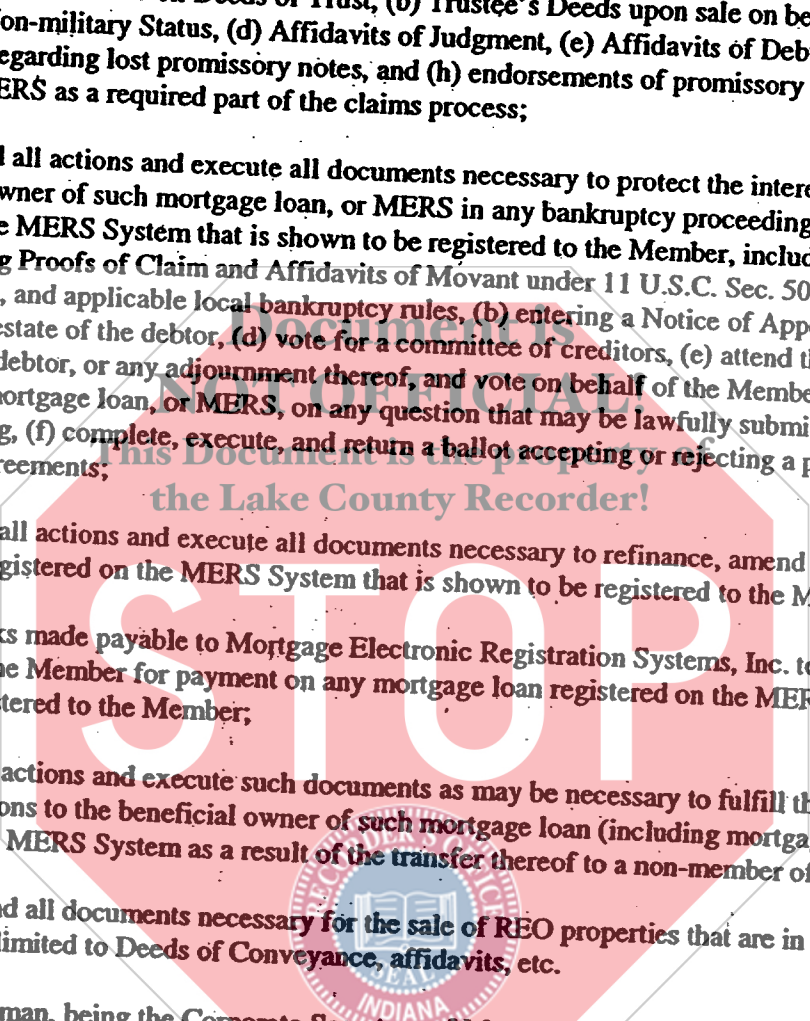 Trust, (b) Trustee's Deeds upon sale on be
on-military Status, (d) Affidavits of Judgment, (e) Affidavits of Deb
egarding lost promissory notes, and (h) endorsements of promissory
ERS as a required part of the claims process;
l all actions and execute all documents necessary to protect the intere
wner of such mortgage loan, or MERS in any bankruptcy proceeding
e MERS System that is shown to be registered to the Member, includ
g Proofs of Claim and Affidavits of Movant under 11 U.S.C. Sec. 50
, and applicable local bankruptcy rules, (b) entering a Notice of App
estate of the debtor, (d) vote for a committee of creditors, (e) attend t
debtor, or any adjournment thereof, and vote on behalf of the Membe
ortgage loan, or MERS, on any question that may be lawfully submi
g, (f) complete, execute, and return a ballot accepting or rejecting a p
reements;
Document is
NOT OFFICIAL!
This Document is the property of
the Lake County Recorder!
all actions and execute all documents necessary to refinance, amend
gistered on the MERS System that is shown to be registered to the M
STOP
ks made payable to Mortgage Electronic Registration Systems, Inc. to
he Member for payment on any mortgage loan registered on the MER
tered to the Member;
actions and execute such documents as may be necessary to fulfill th
ons to the beneficial owner of such mortgage loan (including mortga
MERS System as a result of the transfer thereof to a non-member of
RECORDER'S OFFICE
SEAL
INDIANA
nd all documents necessary for the sale of REO properties that are in
limited to Deeds of Conveyance, affidavits, etc.
man, being the